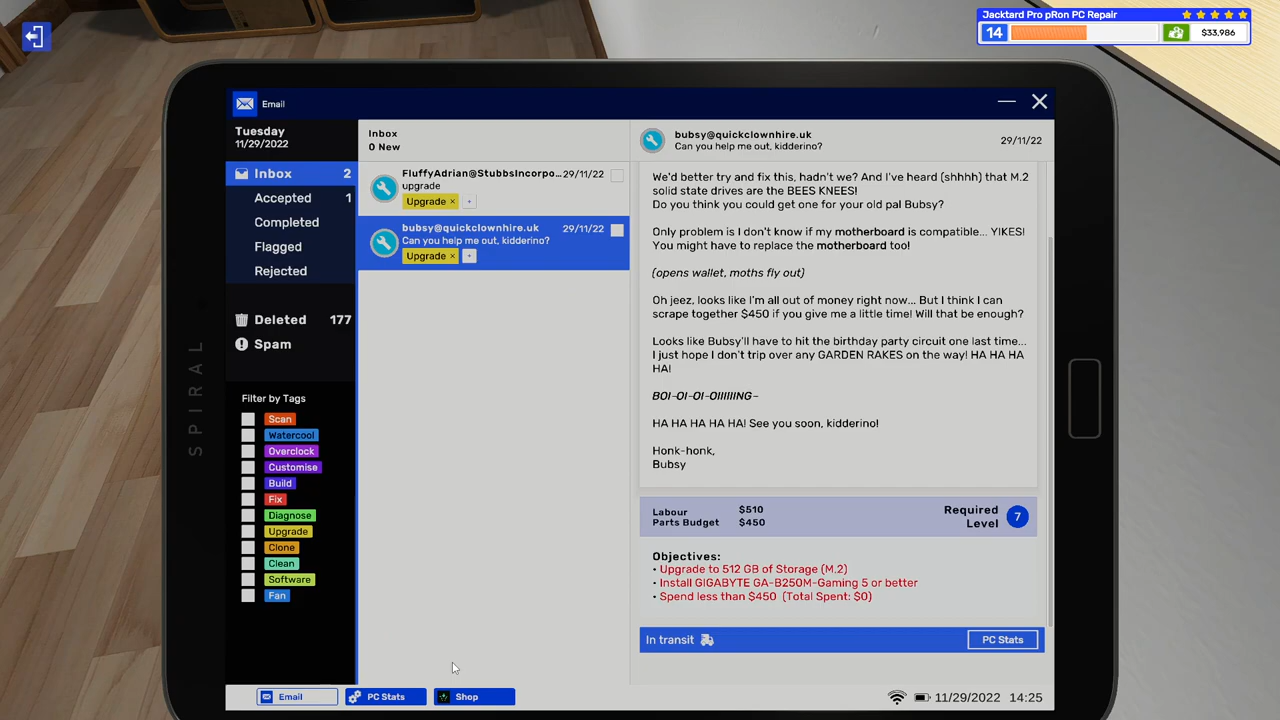 Jacktard Pro pRon PC Repair
14
$33,986
Email
Tuesday
11/29/2022
Inbox 2
Accepted 1
Completed
Flagged
Rejected
Deleted 177
Spam
Filter by Tags
Scan
Watercool
Overclock
Customise
Build
Fix
Diagnose
Upgrade
Clone
Clean
Software
Fan
Inbox
0 New
FluffyAdrian@StubbsIncorpo... 29/11/22
upgrade
Upgrade × +
bubsy@quickclownhire.uk 29/11/22
Can you help me out, kidderino?
Upgrade × +
bubsy@quickclownhire.uk 29/11/22
Can you help me out, kidderino?
We'd better try and fix this, hadn't we? And I've heard (shhhh) that M.2
solid state drives are the BEES KNEES!
Do you think you could get one for your old pal Bubsy?
Only problem is I don't know if my motherboard is compatible... YIKES!
You might have to replace the motherboard too!
(opens wallet, moths fly out)
Oh jeez, looks like I'm all out of money right now... But I think I can
scrape together $450 if you give me a little time! Will that be enough?
Looks like Bubsy'll have to hit the birthday party circuit one last time...
I just hope I don't trip over any GARDEN RAKES on the way! HA HA HA
HA!
BOI-OI-OI-OIIIIING-
HA HA HA HA HA! See you soon, kidderino!
Honk-honk,
Bubsy
Labour $510
Parts Budget $450
Required
Level 7
Objectives:
• Upgrade to 512 GB of Storage (M.2)
• Install GIGABYTE GA-B250M-Gaming 5 or better
• Spend less than $450 (Total Spent: $0)
In transit
PC Stats
SPIRAL
Email
PC Stats
Shop
11/29/2022 14:25